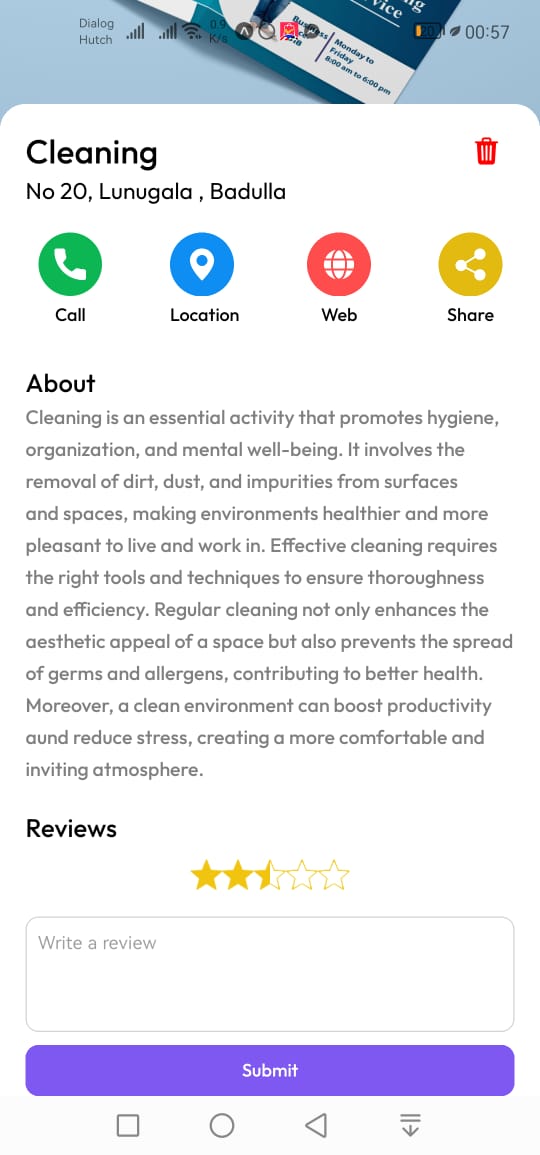 Dialog
Hutch
0.9
K/s
20
00:57
vice
Business
Monday to
Friday
8:00 am to 6:00 pm
Cleaning
No 20, Lunugala , Badulla
Call
Location
Web
Share
About
Cleaning is an essential activity that promotes hygiene,
organization, and mental well-being. It involves the
removal of dirt, dust, and impurities from surfaces
and spaces, making environments healthier and more
pleasant to live and work in. Effective cleaning requires
the right tools and techniques to ensure thoroughness
and efficiency. Regular cleaning not only enhances the
aesthetic appeal of a space but also prevents the spread
of germs and allergens, contributing to better health.
Moreover, a clean environment can boost productivity
aund reduce stress, creating a more comfortable and
inviting atmosphere.
Reviews
Write a review
Submit